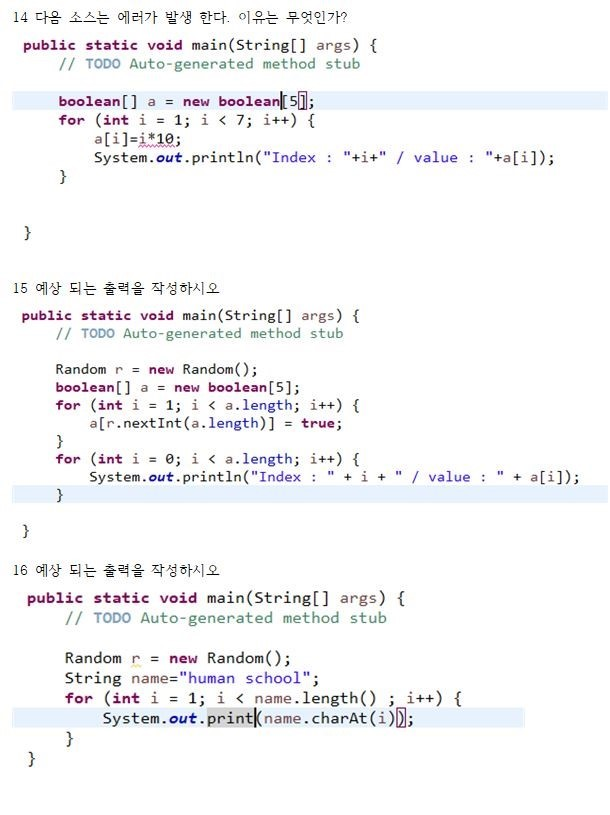 14 다음 소스는 에러가 발생 한다. 이유는 무엇인가?
public static void main(String[] args) {
// TODO Auto-generated method stub
boolean[] a = new boolean[5];
for (int i = 1; i < 7; i++) {
a[i]=i*10;
System.out.println("Index : "+i+" / value : "+a[i]);
}
}
15 예상 되는 출력을 작성하시오
public static void main(String[] args) {
// TODO Auto-generated method stub
Random r = new Random();
boolean[] a = new boolean[5];
for (int i = 1; i < a.length; i++) {
a[r.nextInt(a.length)] = true;
}
for (int i = 0; i < a.length; i++) {
System.out.println("Index : " + i + " / value : " + a[i]);
}
}
16 예상 되는 출력을 작성하시오
public static void main(String[] args) {
// TODO Auto-generated method stub
Random r = new Random();
String name="human school";
for (int i = 1; i < name.length() ; i++) {
System.out.print(name.charAt(i));
}
}